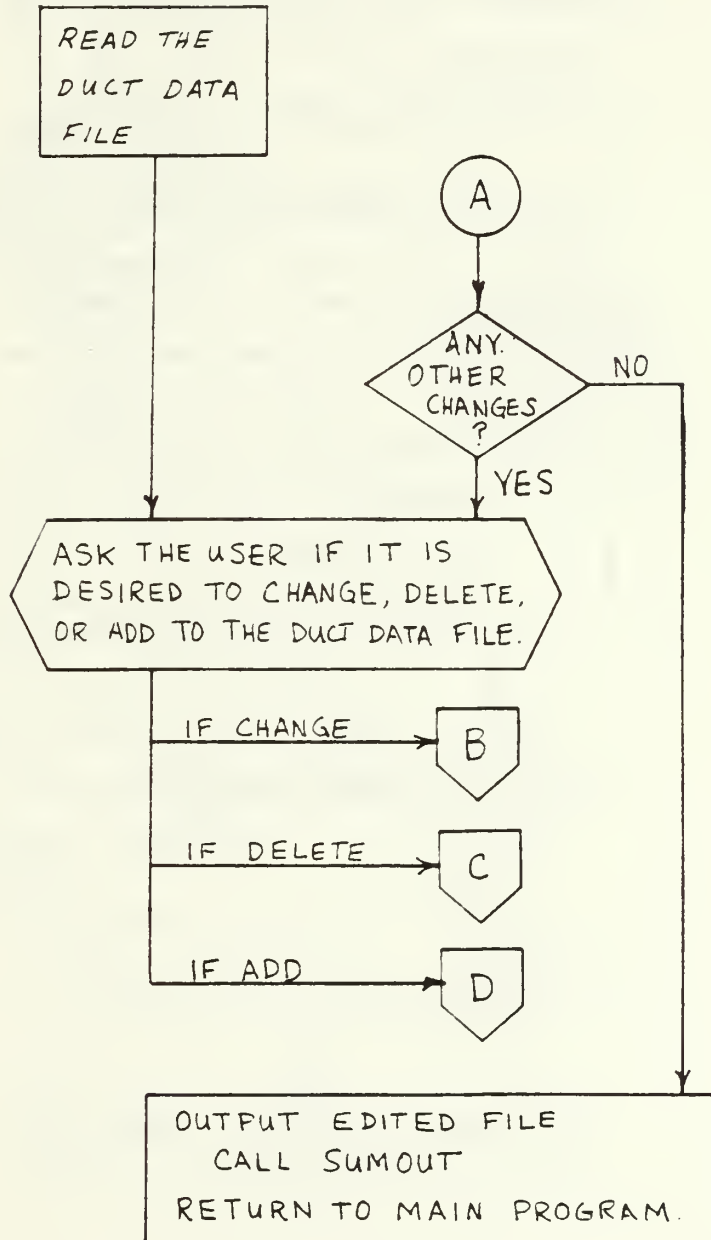 READ THE
DUCT DATA
FILE
A
ANY.
OTHER
CHANGES
?
NO
YES
ASK THE USER IF IT IS
DESIRED TO CHANGE, DELETE,
OR ADD TO THE DUCT DATA FILE.
IF CHANGE
B
IF DELETE
C
IF ADD
D
OUTPUT EDITED FILE
CALL SUMOUT
RETURN TO MAIN PROGRAM.